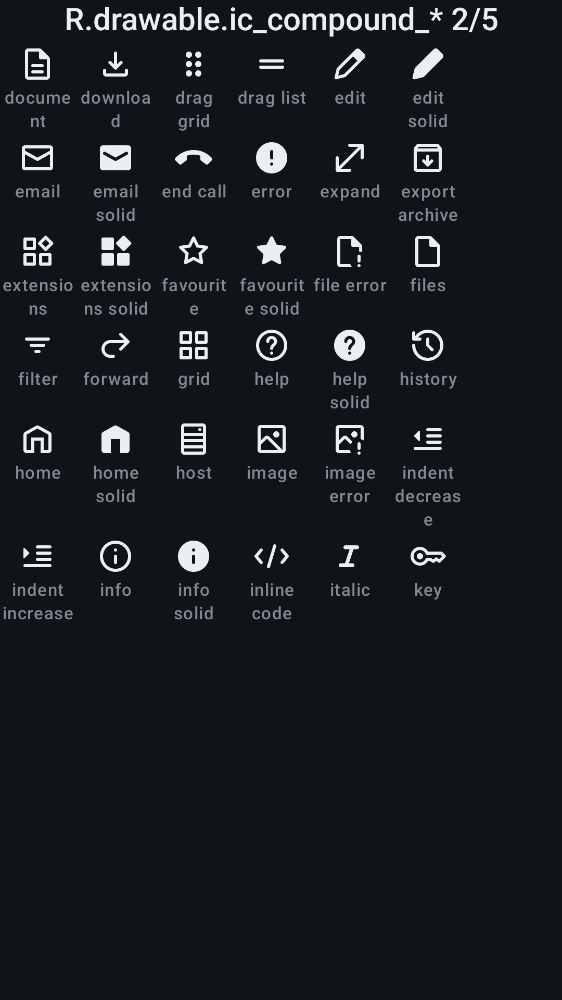 R.drawable.ic_compound_* 2/5
docume downloa drag drag list edit edit
nt d grid solid
email email end call error expand export
solid archive
extensio extensio favourit favourit file error files
ns ns solid e e solid
filter forward grid help help history
solid
home home host image image indent
solid error decreas
e
indent info info inline italic key
increase solid code